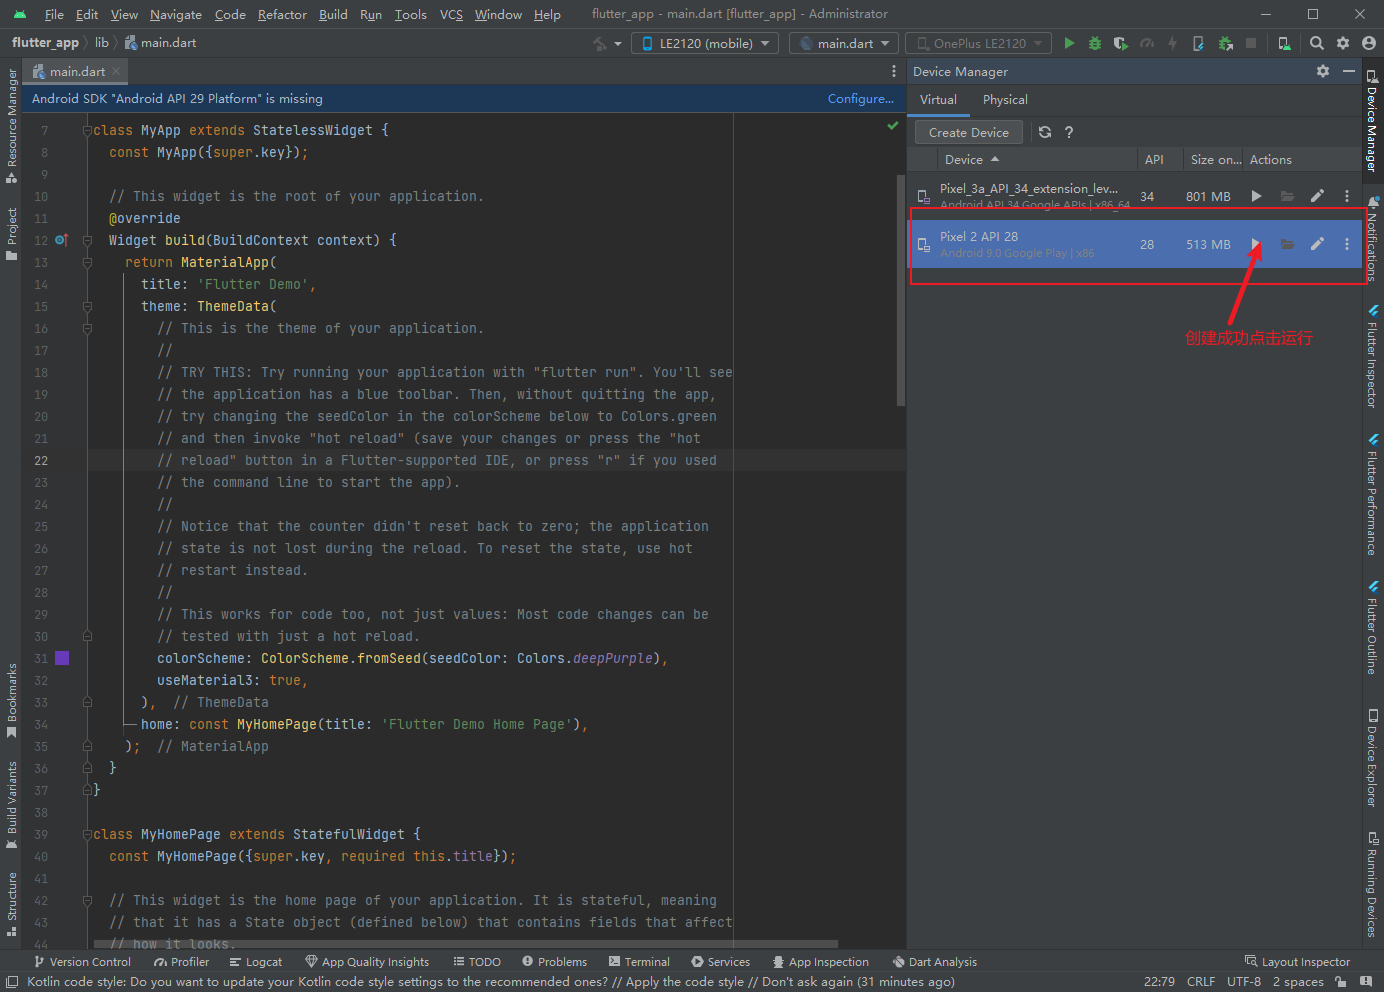 File Edit View Navigate Code Refactor Build Run Tools VCS Window Help flutter_app - main.dart [flutter_app] - Administrator
flutter_app lib main.dart LE2120 (mobile) main.dart OnePlus LE2120
main.dart
Android SDK "Android API 29 Platform" is missing Configure...
7 class MyApp extends StatelessWidget {
8 const MyApp({super.key});
9
10 // This widget is the root of your application.
11 @override
12 Widget build(BuildContext context) {
13 return MaterialApp(
14 title: 'Flutter Demo',
15 theme: ThemeData(
16 // This is the theme of your application.
17 //
18 // TRY THIS: Try running your application with "flutter run". You'll see
19 // the application has a blue toolbar. Then, without quitting the app,
20 // try changing the seedColor in the colorScheme below to Colors.green
21 // and then invoke "hot reload" (save your changes or press the "hot
22 // reload" button in a Flutter-supported IDE, or press "r" if you used
23 // the command line to start the app).
24 //
25 // Notice that the counter didn't reset back to zero; the application
26 // state is not lost during the reload. To reset the state, use hot
27 // restart instead.
28 //
29 // This works for code too, not just values: Most code changes can be
30 // tested with just a hot reload.
31 colorScheme: ColorScheme.fromSeed(seedColor: Colors.deepPurple),
32 useMaterial3: true,
33 ), // ThemeData
34 home: const MyHomePage(title: 'Flutter Demo Home Page'),
35 ); // MaterialApp
36 }
37 }
38
39 class MyHomePage extends StatefulWidget {
40 const MyHomePage({super.key, required this.title});
41
42 // This widget is the home page of your application. It is stateful, meaning
43 // that it has a State object (defined below) that contains fields that affect
44 // how it looks.
Device Manager
Virtual Physical
Create Device ?
Device API Size on... Actions
Pixel_3a_API_34_extension_lev... 34 801 MB
Android API 34 Google APIs | x86_64
Pixel 2 API 28 28 513 MB
Android 9.0 Google Play | x86
创建成功点击运行
Resource Manager
Project
Bookmarks
Build Variants
Structure
Device Manager
Notifications
Flutter Inspector
Flutter Performance
Flutter Outline
Device Explorer
Running Devices
Version Control Profiler Logcat App Quality Insights TODO Problems Terminal Services App Inspection Dart Analysis Layout Inspector
Kotlin code style: Do you want to update your Kotlin code style settings to the recommended ones? // Apply the code style // Don't ask again (31 minutes ago) 22:79 CRLF UTF-8 2 spaces